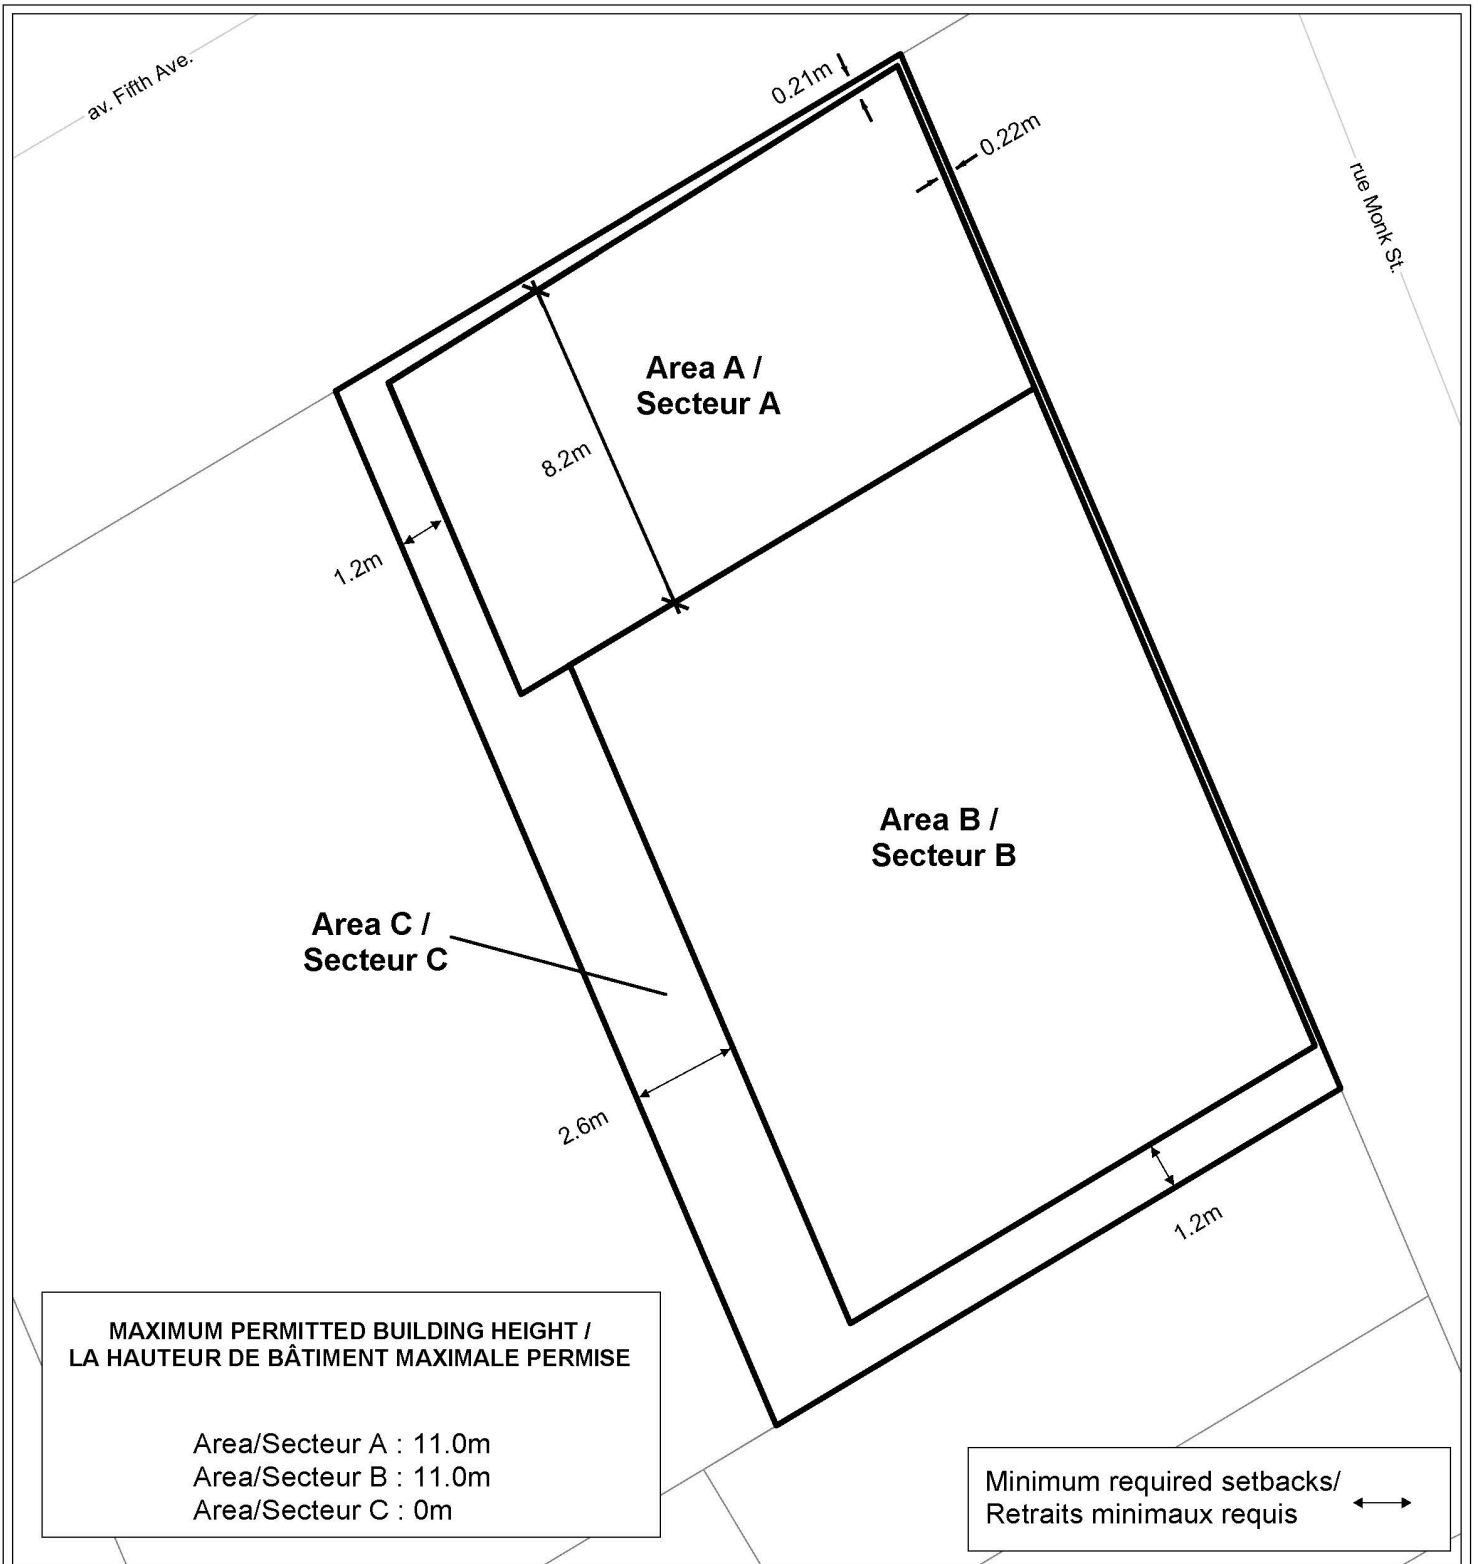 av. Fifth Ave.
0.21m
0.22m
rue Monk St.
Area A /
Secteur A
8.2m
1.2m
Area B /
Secteur B
Area C /
Secteur C
2.6m
1.2m
MAXIMUM PERMITTED BUILDING HEIGHT /
LA HAUTEUR DE BÂTIMENT MAXIMALE PERMISE
Area/Secteur A : 11.0m
Area/Secteur B : 11.0m
Area/Secteur C : 0m
Minimum required setbacks/
Retraits minimaux requis